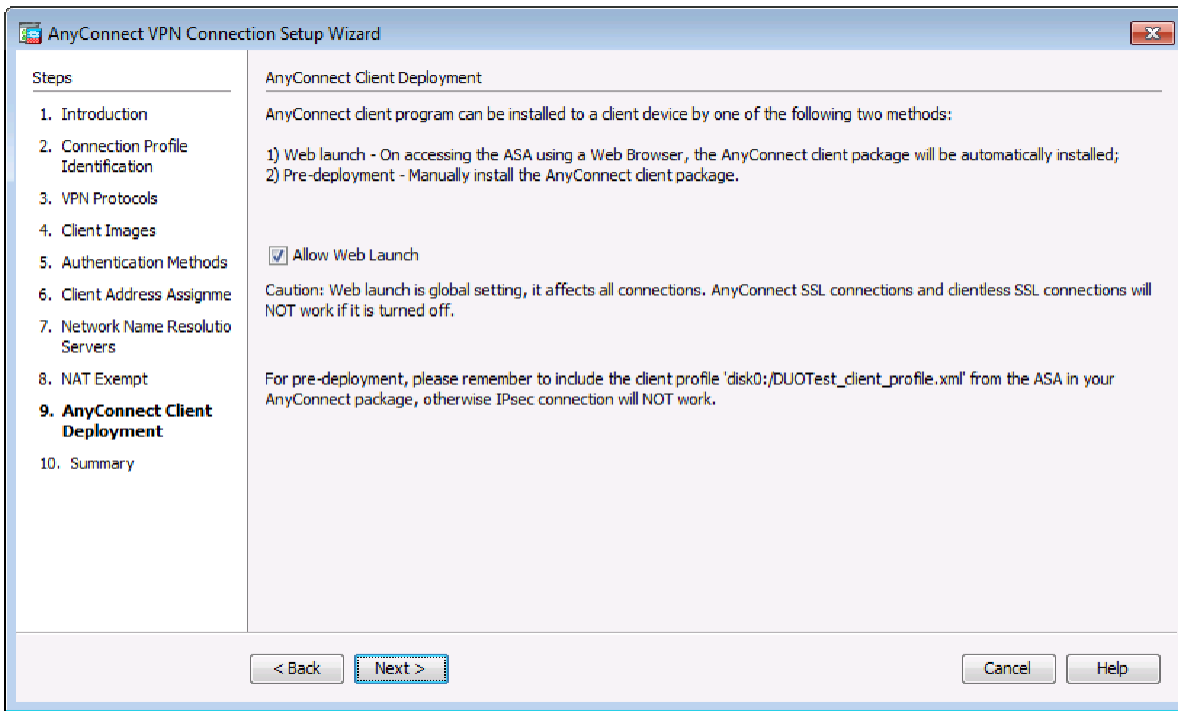 AnyConnect VPN Connection Setup Wizard
Steps
1. Introduction
2. Connection Profile
Identification
3. VPN Protocols
4. Client Images
5. Authentication Methods
6. Client Address Assignme
7. Network Name Resolutio
Servers
8. NAT Exempt
9. AnyConnect Client
Deployment
10. Summary
AnyConnect Client Deployment
AnyConnect client program can be installed to a client device by one of the following two methods:
1) Web launch - On accessing the ASA using a Web Browser, the AnyConnect client package will be automatically installed;
2) Pre-deployment - Manually install the AnyConnect client package.
Allow Web Launch
Caution: Web launch is global setting, it affects all connections. AnyConnect SSL connections and clientless SSL connections will
NOT work if it is turned off.
For pre-deployment, please remember to include the client profile 'disk0:/DUOTest_client_profile.xml' from the ASA in your
AnyConnect package, otherwise IPsec connection will NOT work.
< Back
Next >
Cancel
Help